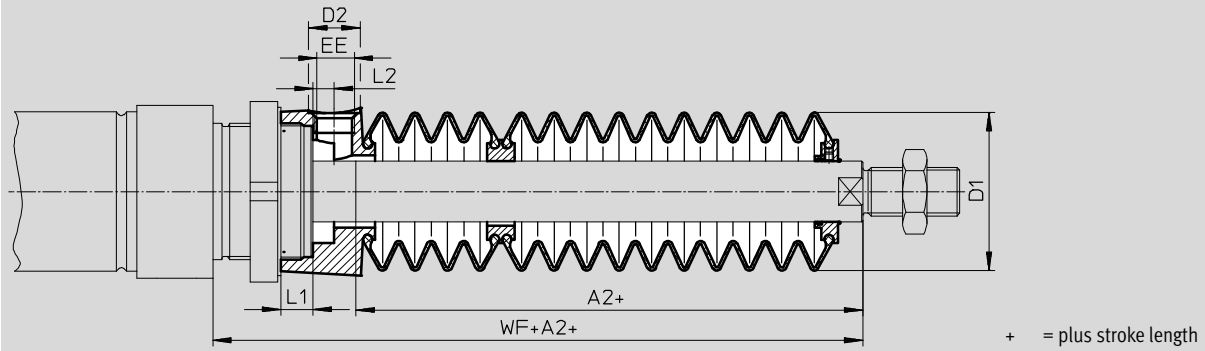 D2
EE
L2
D1
L1
A2+
WF+A2+
+ = plus stroke length